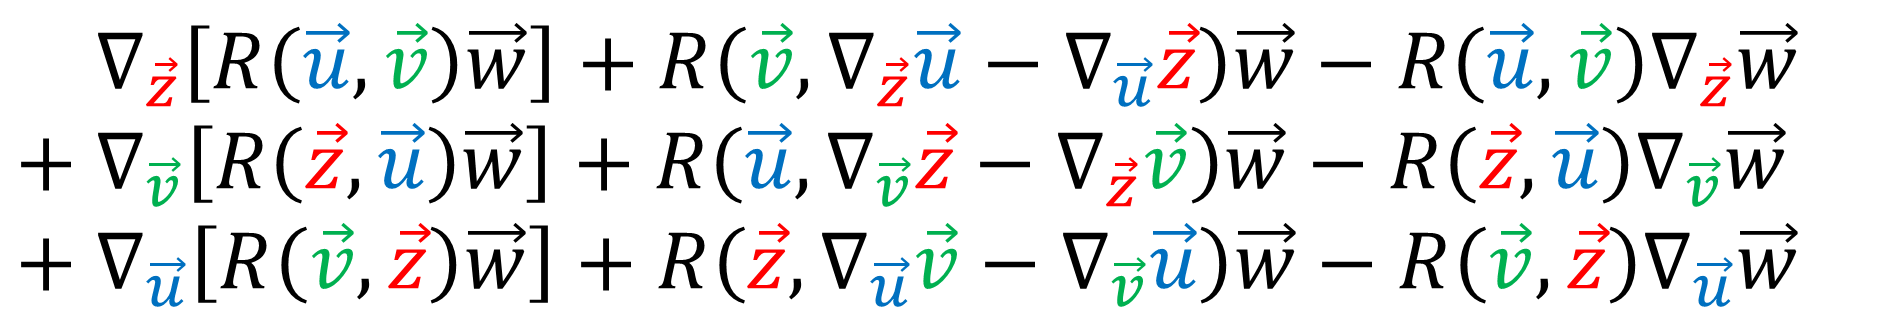 ∇_z⃗[R(u⃗, v⃗)w⃗] + R(v⃗, ∇_z⃗u⃗ − ∇_u⃗z⃗)w⃗ − R(u⃗, v⃗)∇_z⃗w⃗
+ ∇_v⃗[R(z⃗, u⃗)w⃗] + R(u⃗, ∇_v⃗z⃗ − ∇_z⃗v⃗)w⃗ − R(z⃗, u⃗)∇_v⃗w⃗
+ ∇_u⃗[R(v⃗, z⃗)w⃗] + R(z⃗, ∇_u⃗v⃗ − ∇_v⃗u⃗)w⃗ − R(v⃗, z⃗)∇_u⃗w⃗